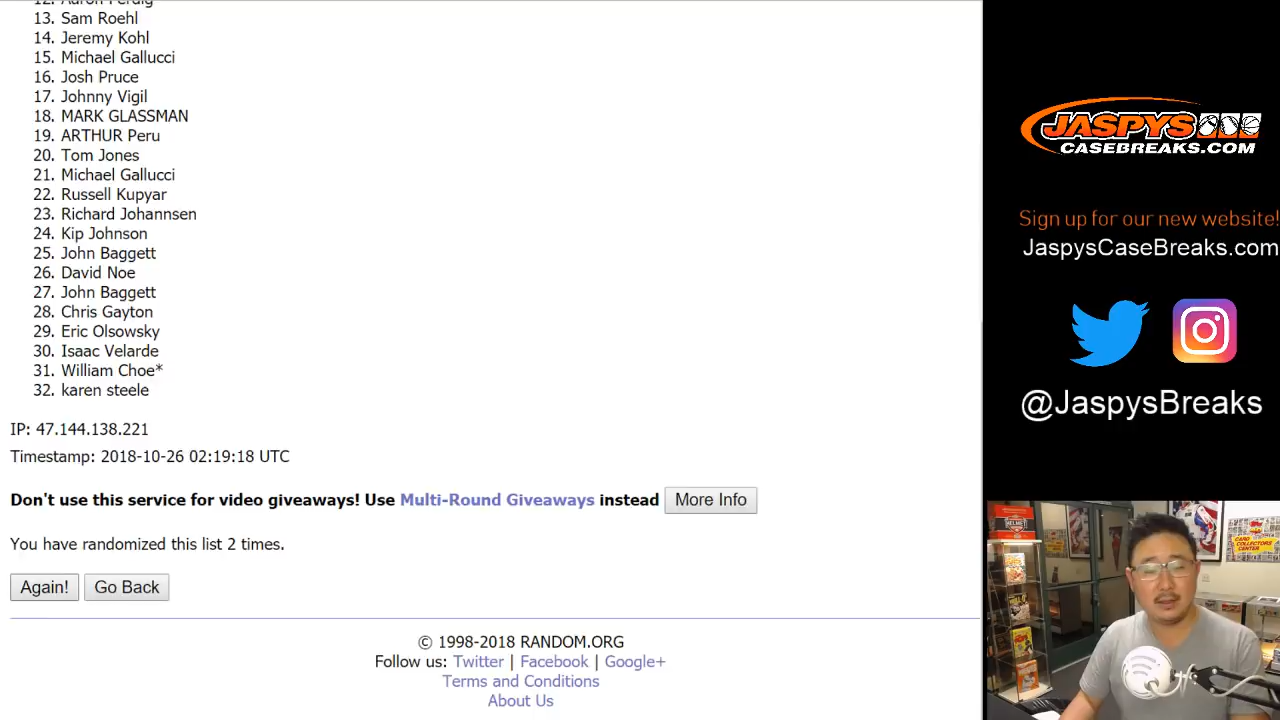 12. Aaron Perdig
13. Sam Roehl
14. Jeremy Kohl
15. Michael Gallucci
16. Josh Pruce
17. Johnny Vigil
18. MARK GLASSMAN
19. ARTHUR Peru
20. Tom Jones
21. Michael Gallucci
22. Russell Kupyar
23. Richard Johannsen
24. Kip Johnson
25. John Baggett
26. David Noe
27. John Baggett
28. Chris Gayton
29. Eric Olsowsky
30. Isaac Velarde
31. William Choe*
32. karen steele
IP: 47.144.138.221
Timestamp: 2018-10-26 02:19:18 UTC
Don't use this service for video giveaways! Use Multi-Round Giveaways instead More Info
You have randomized this list 2 times.
Again! Go Back
© 1998-2018 RANDOM.ORG
Follow us: Twitter | Facebook | Google+
Terms and Conditions
About Us
JASPYS
CASEBREAKS.COM
Sign up for our new website!
JaspysCaseBreaks.com
@JaspysBreaks